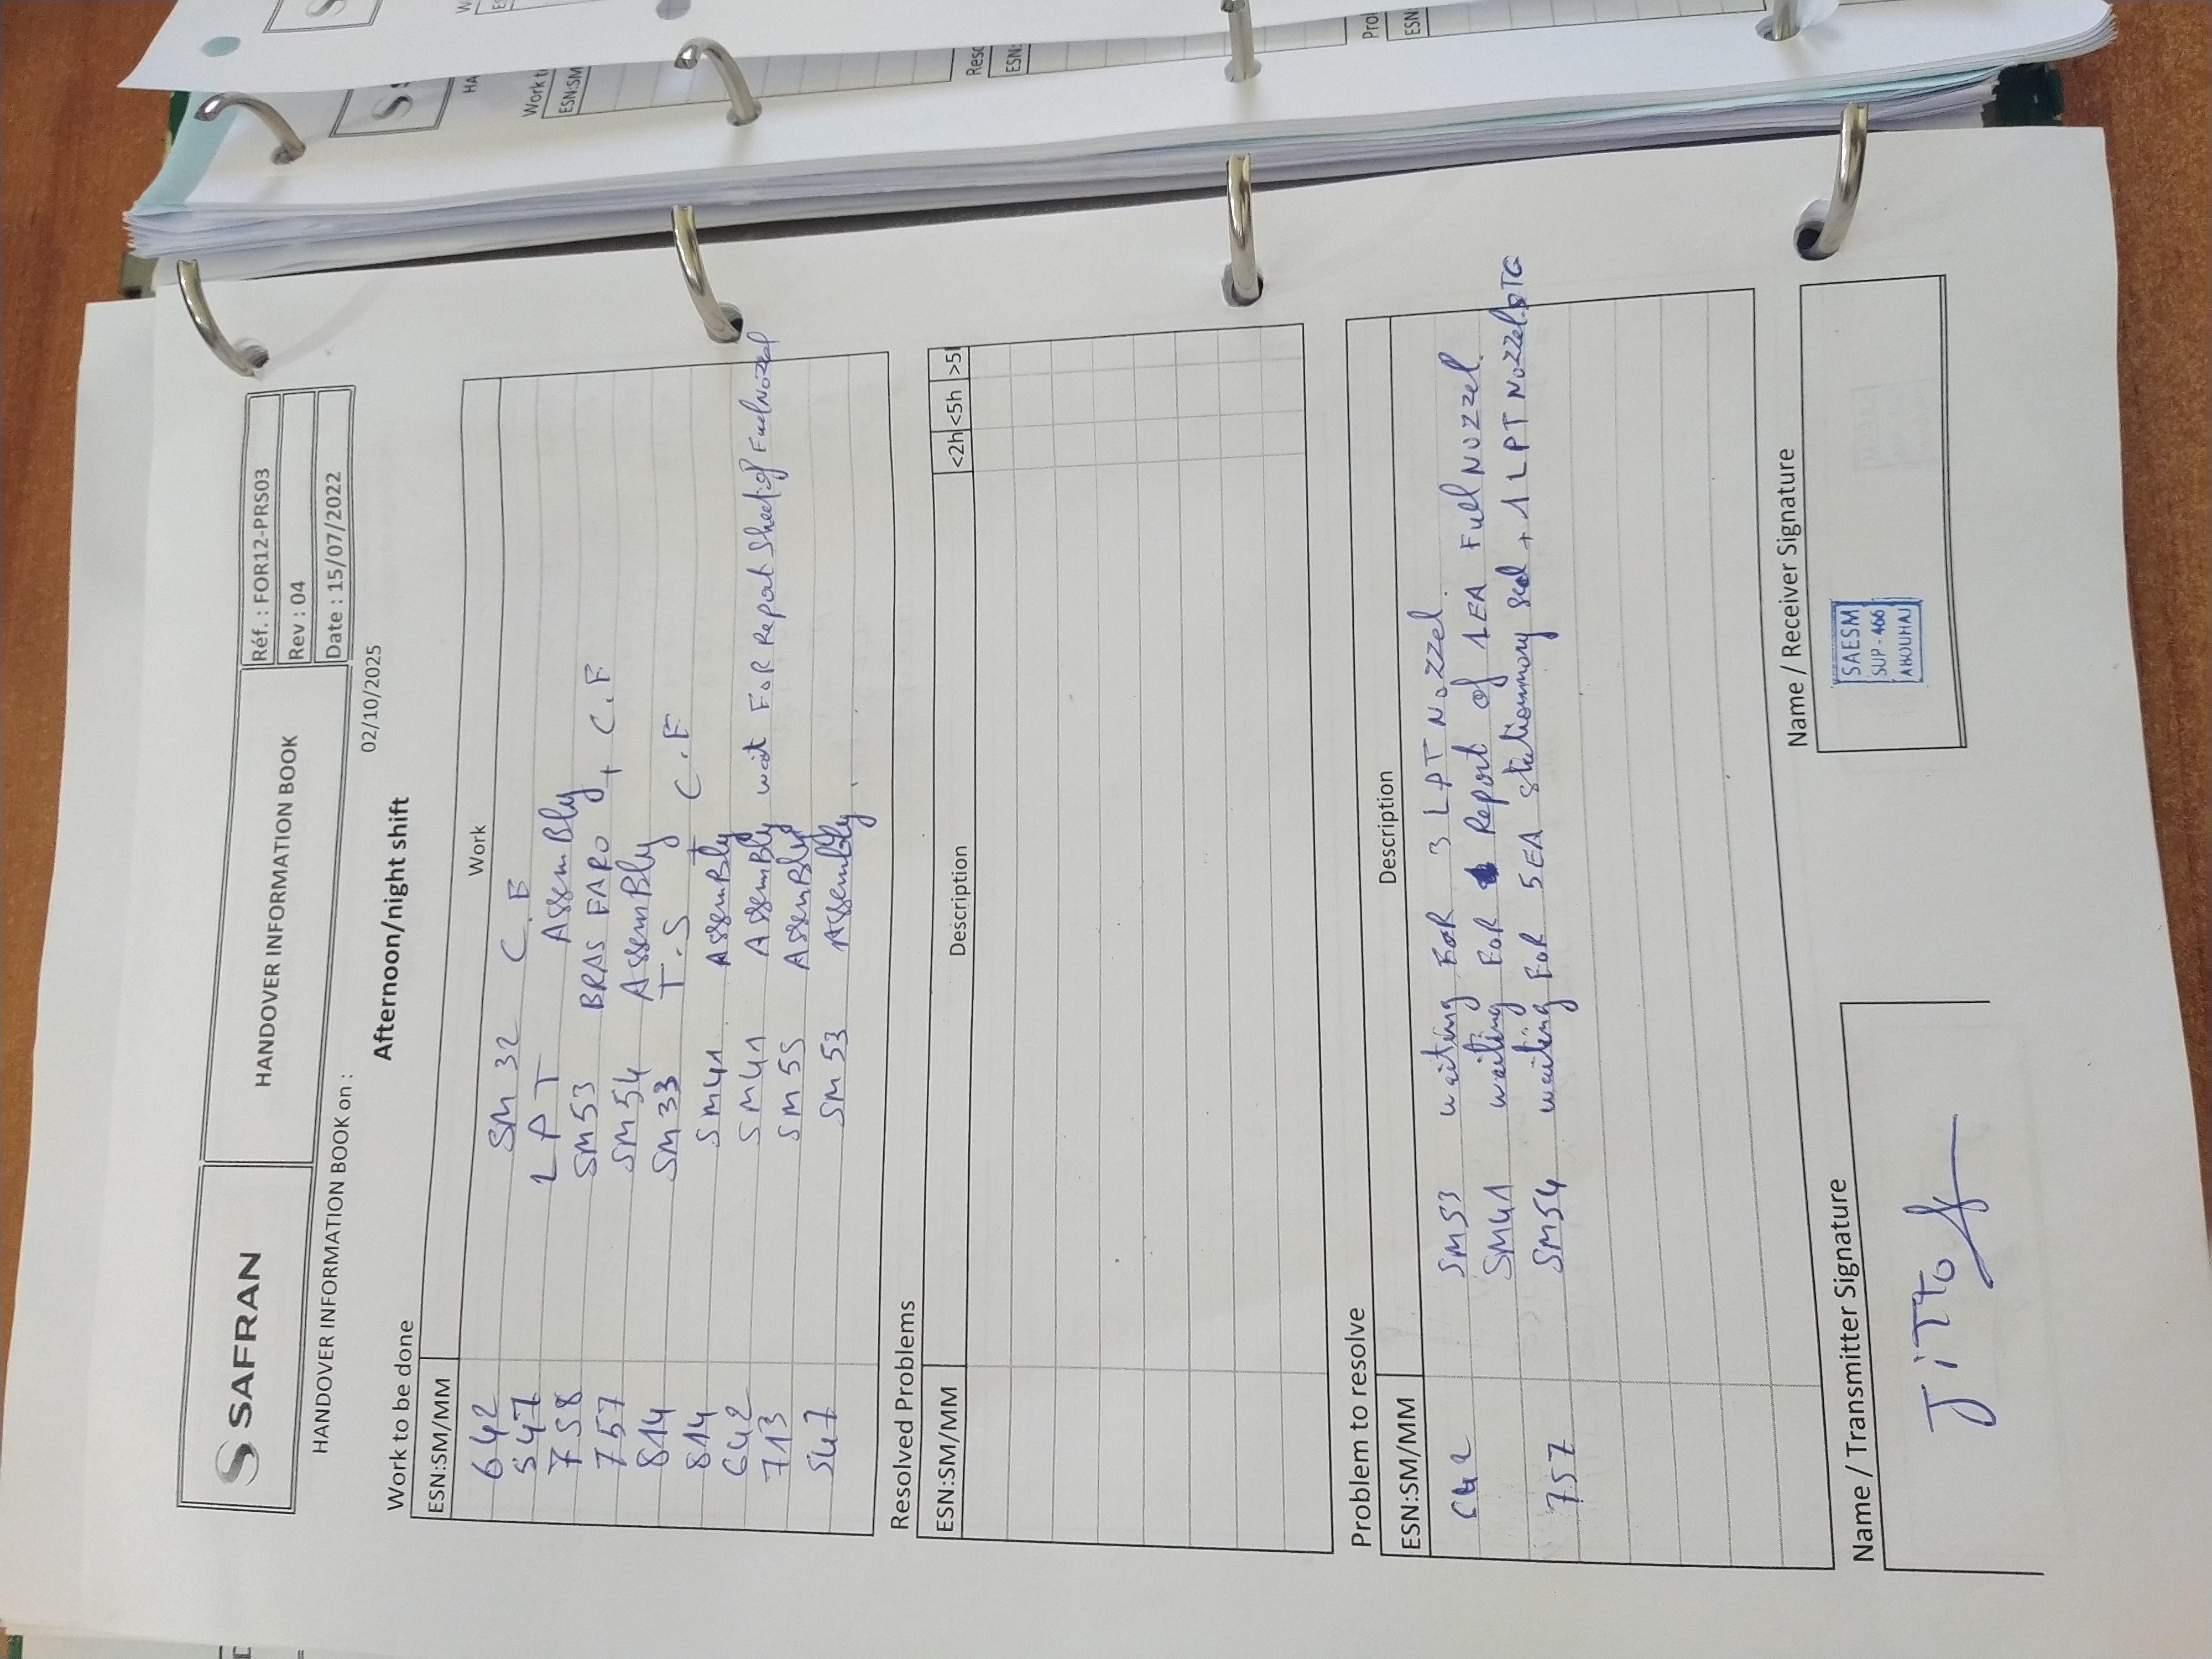 SAFRAN
HANDOVER INFORMATION BOOK
Réf. : FOR12-PRS03
Rev : 04
Date : 15/07/2022
HANDOVER INFORMATION BOOK on :
02/10/2025
Afternoon/night shift
Work to be done
ESN:SM/MM Work
642 SM 32 C.E
547 LPT AssemBly
758 SM53 BRAS FARO + C.F
757 SM54 AssemBly
814 SM33 T.S + C.F
814 SM41 AssemBly
642 SM41 AssemBly wait FoR Report Sheet of Fuel Nozzel
713 SM55 AssemBly
547 SM 53 Assembly.
Resolved Problems
ESN:SM/MM Description <2h <5h >5
Problem to resolve
ESN:SM/MM Description
642 SM53 waiting FoR 3 LPT Nozzel.
SM41 waiting FoR Report of 1EA Fuel Nozzel.
757 SM54 waiting FoR 5EA stationnary seal + 1 LPT Nozzel
Name / Transmitter Signature
JiTTo
Name / Receiver Signature
SAESM
SUP - 466
ABOUHAJ